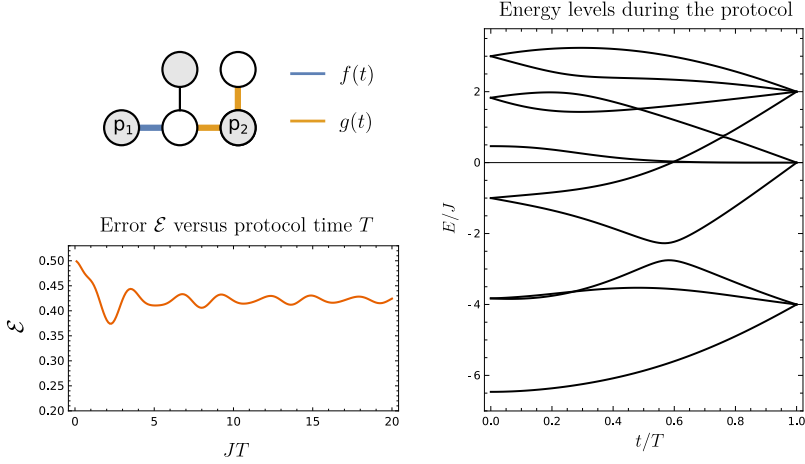 Energy levels during the protocol
p1
p2
f(t)
g(t)
Error ℰ versus protocol time T
0.50
0.45
0.40
0.35
0.30
0.25
0.20
ℰ
0
5
10
15
20
JT
2
0
-2
-4
-6
E/J
0.0
0.2
0.4
0.6
0.8
1.0
t/T